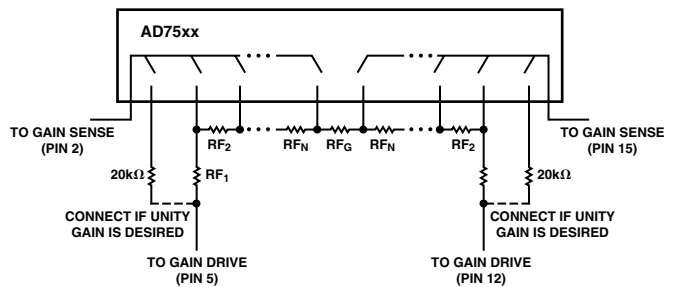 AD75xx
TO GAIN SENSE
(PIN 2)
TO GAIN SENSE
(PIN 15)
RF2
RFN
RFG
RFN
RF2
20kΩ
RF1
20kΩ
CONNECT IF UNITY
GAIN IS DESIRED
CONNECT IF UNITY
GAIN IS DESIRED
TO GAIN DRIVE
(PIN 5)
TO GAIN DRIVE
(PIN 12)